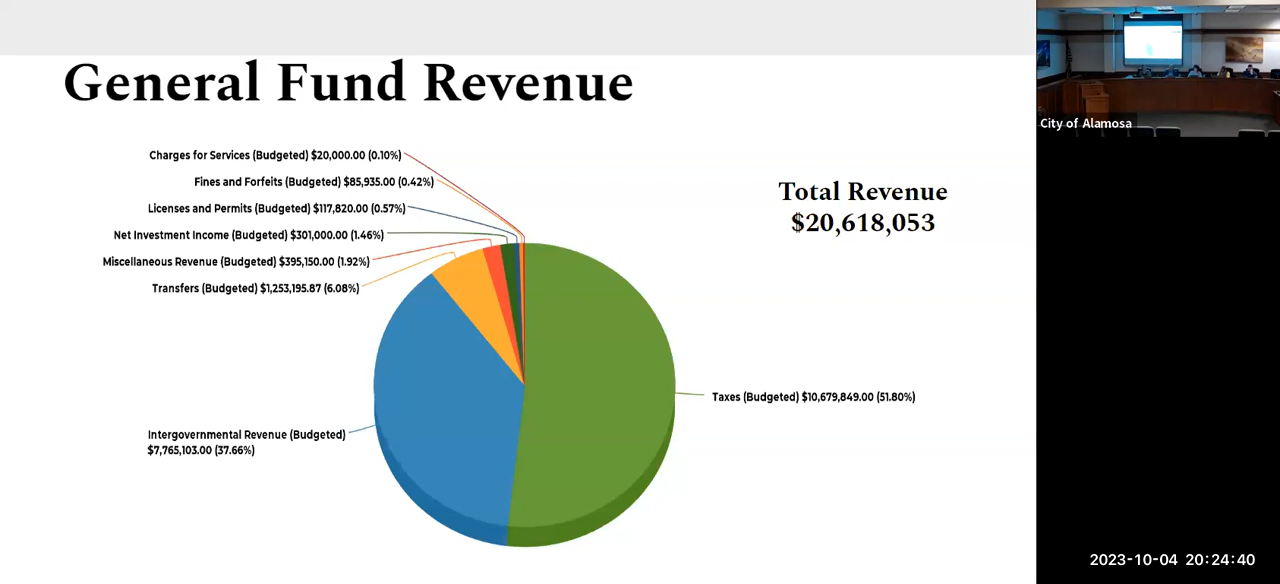 General Fund Revenue
Charges for Services (Budgeted) $20,000.00 (0.10%)
Fines and Forfeits (Budgeted) $85,935.00 (0.42%)
Licenses and Permits (Budgeted) $117,820.00 (0.57%)
Net Investment Income (Budgeted) $301,000.00 (1.46%)
Miscellaneous Revenue (Budgeted) $395,150.00 (1.92%)
Transfers (Budgeted) $1,253,195.87 (6.08%)
Total Revenue
$20,618,053
Taxes (Budgeted) $10,679,849.00 (51.80%)
Intergovernmental Revenue (Budgeted)
$7,765,103.00 (37.66%)
City of Alamosa
2023-10-04 20:24:40